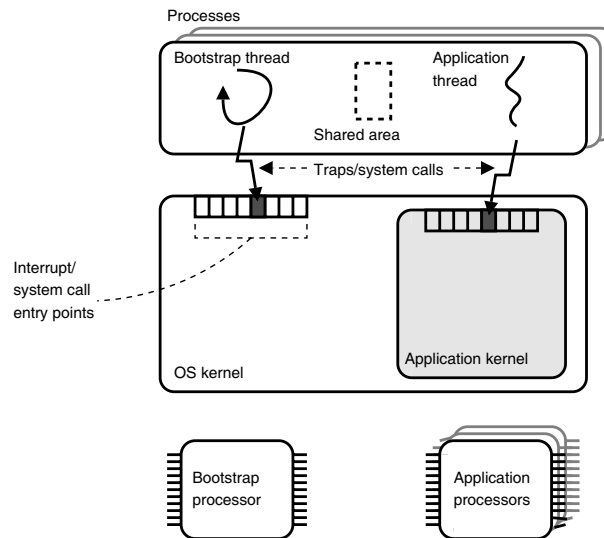 Processes
Bootstrap thread
Application
thread
Shared area
Traps/system calls
Interrupt/
system call
entry points
OS kernel
Application kernel
Bootstrap
processor
Application
processors